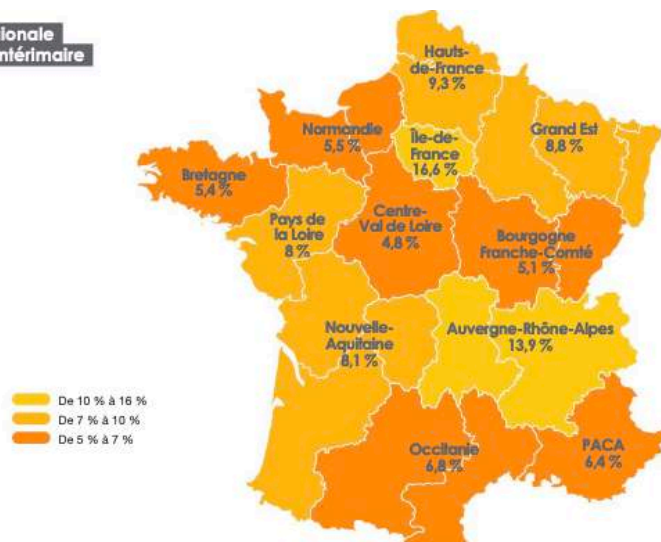 intérimaire
Hauts-
de-France
9,3 %
Normandie
5,5 %
Île-de-
France
16,6 %
Grand Est
8,8 %
Bretagne
5,4 %
Pays de
la Loire
8 %
Centre-
Val de Loire
4,8 %
Bourgogne
Franche-Comté
5,1 %
Nouvelle-
Aquitaine
8,1 %
Auvergne-Rhône-Alpes
13,9 %
De 10 % à 16 %
De 7 % à 10 %
De 5 % à 7 %
Occitanie
6,8 %
PACA
6,4 %